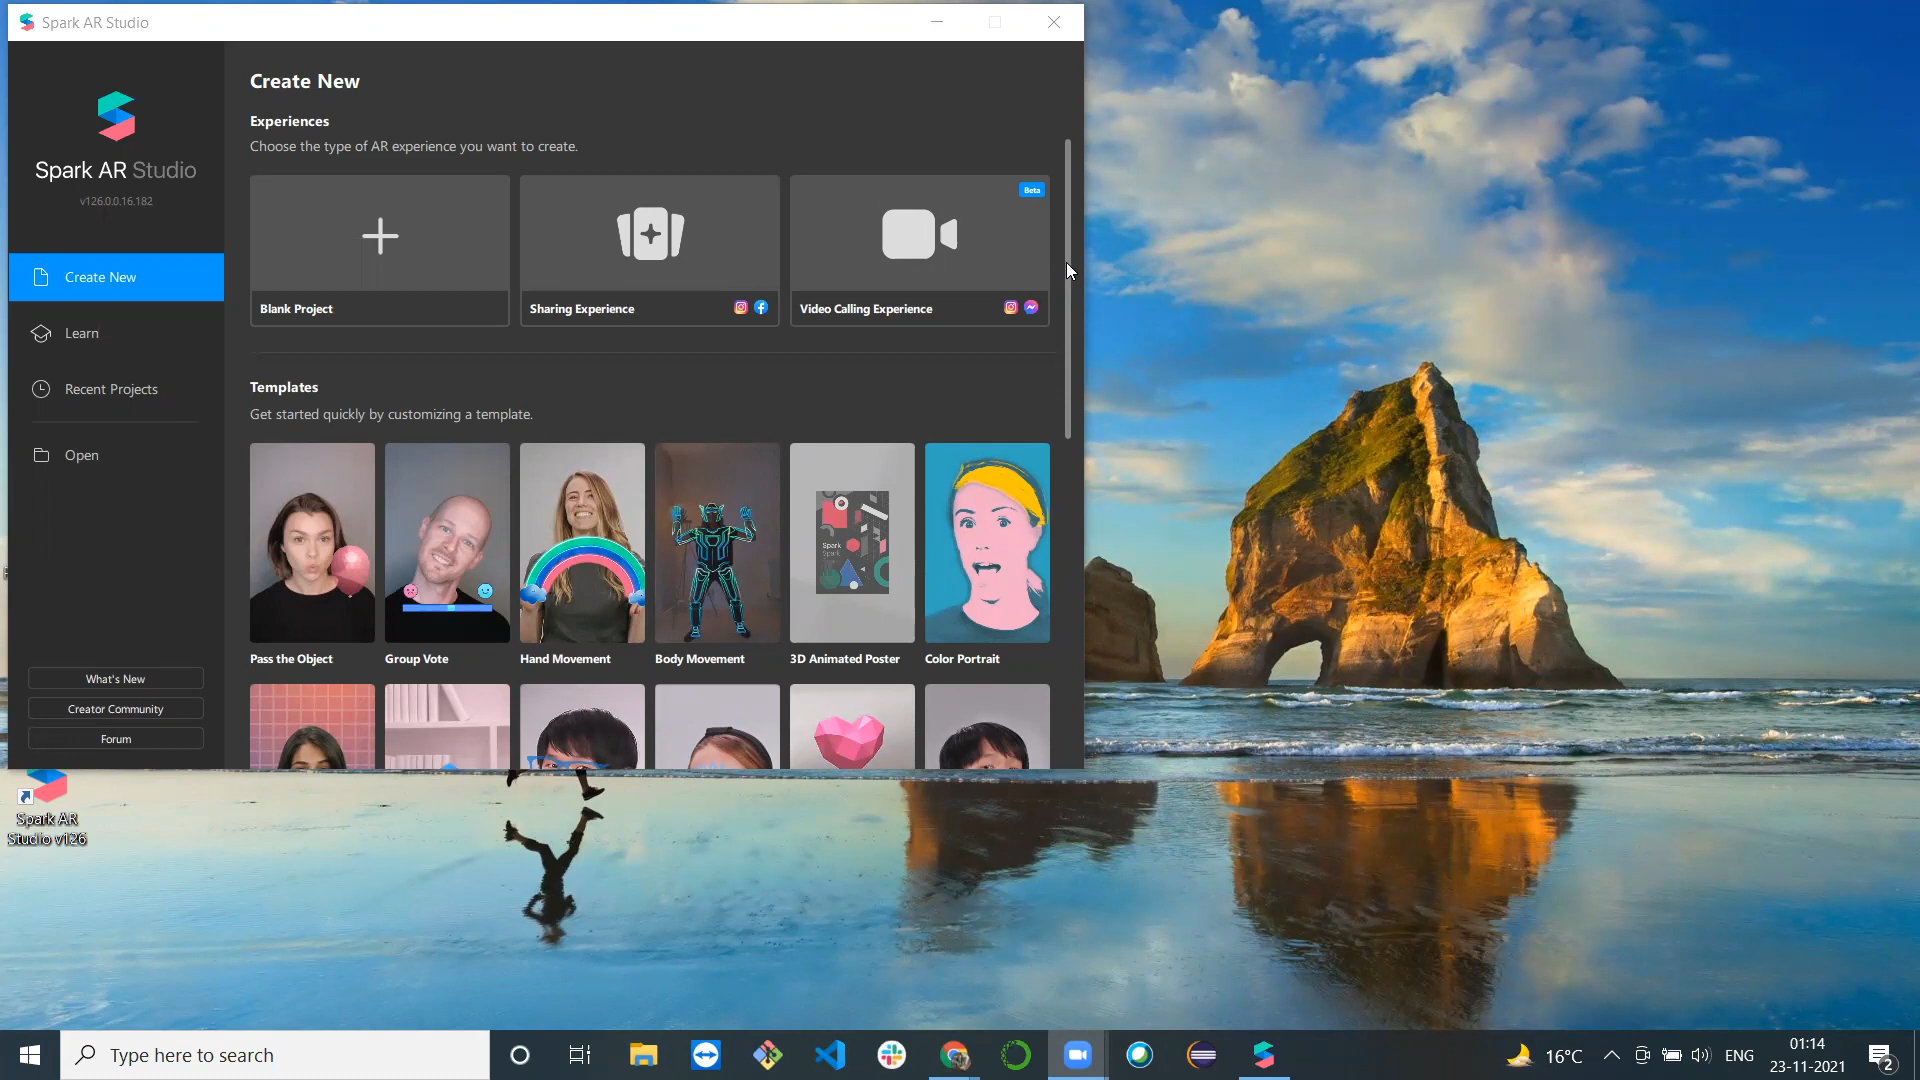 Spark AR Studio
Spark AR Studio
v126.0.0.16.182
Create New
Learn
Recent Projects
Open
What's New
Creator Community
Forum
Create New
Experiences
Choose the type of AR experience you want to create.
Beta
Blank Project
Sharing Experience
Video Calling Experience
Templates
Get started quickly by customizing a template.
Spark
Spark
Pass the Object
Group Vote
Hand Movement
Body Movement
3D Animated Poster
Color Portrait
Spark AR
Studio v126
Type here to search
16°C
ENG
01:14
23-11-2021
2